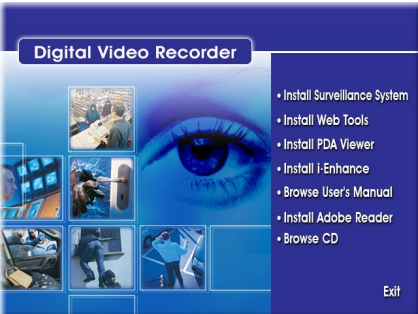 Digital Video Recorder
• Install Surveillance System
• Install Web Tools
• Install PDA Viewer
• Install i-Enhance
• Browse User's Manual
• Install Adobe Reader
• Browse CD
Exit